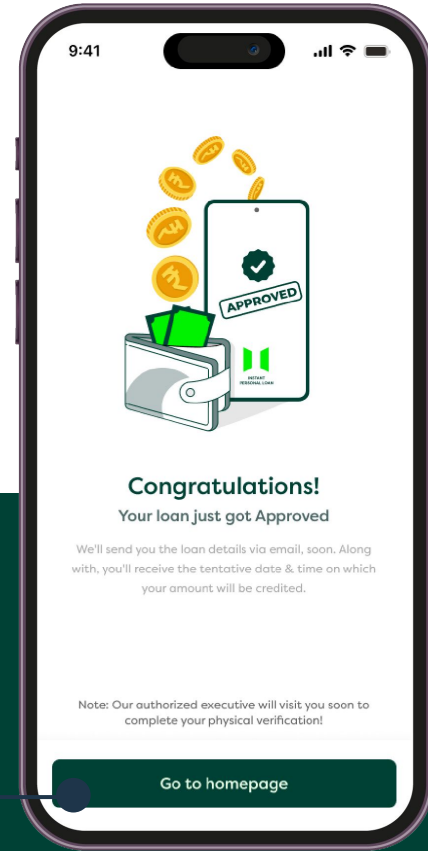 9:41
APPROVED
INSTANT
PERSONAL LOAN
Congratulations!
Your loan just got Approved
We'll send you the loan details via email, soon. Along
with, you'll receive the tentative date & time on which
your amount will be credited.
Note: Our authorized executive will visit you soon to
complete your physical verification!
Go to homepage